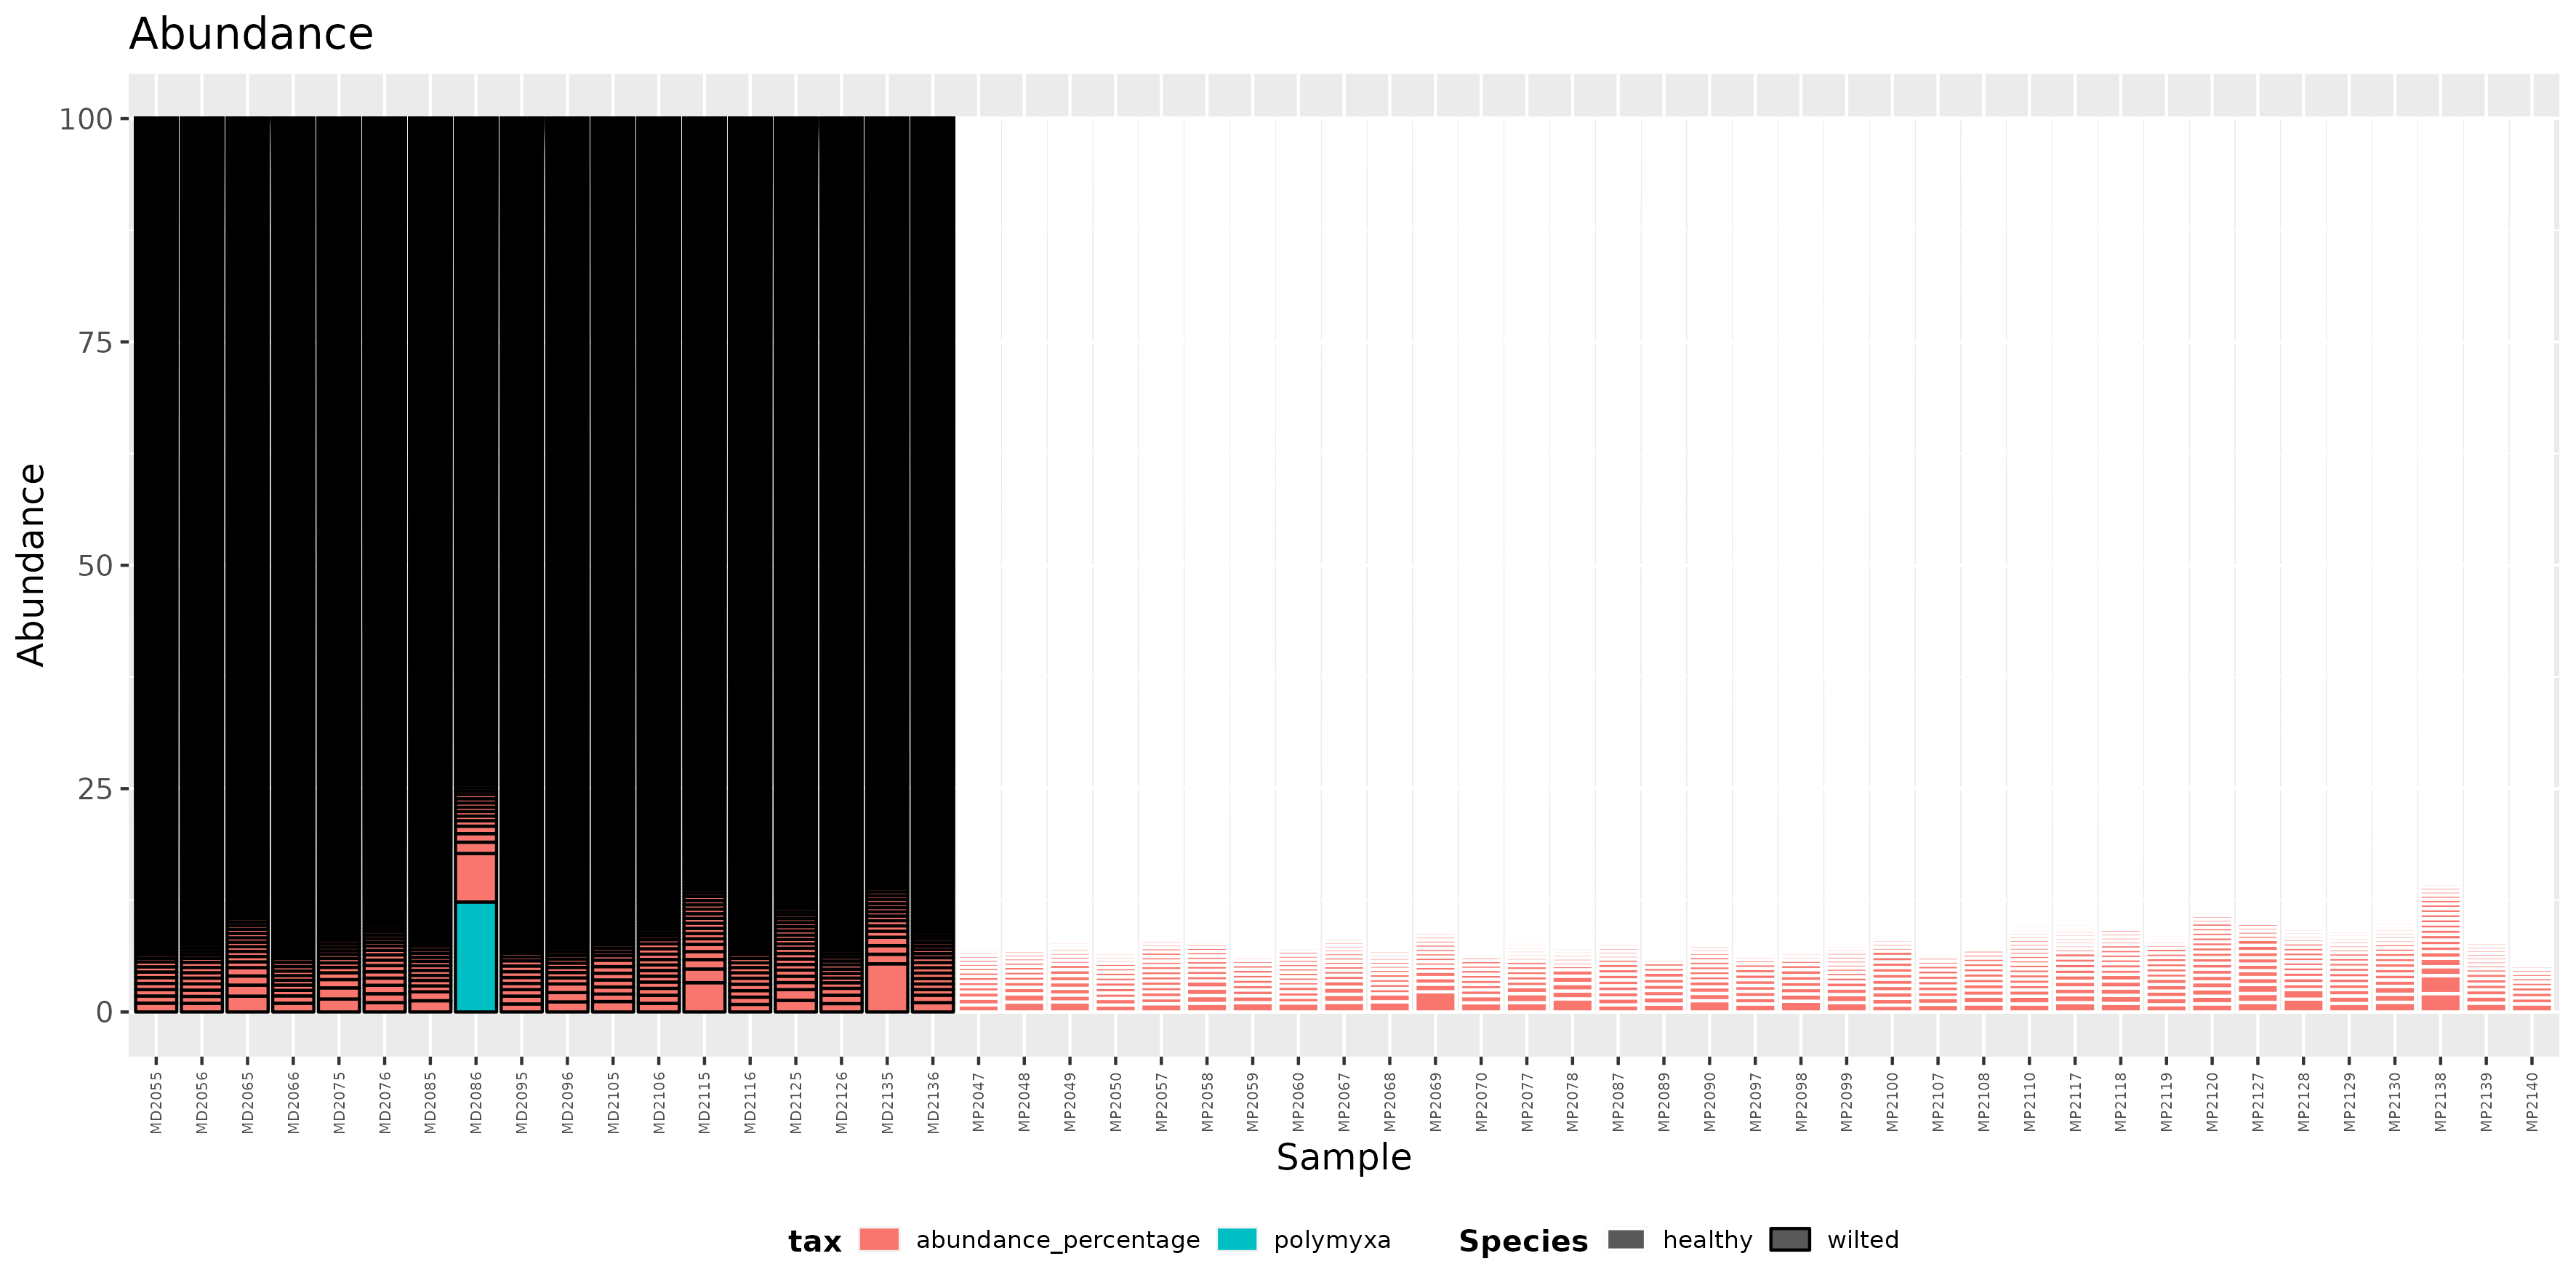 Abundance
Abundance
100
75
50
25
0
MD2055 MD2056 MD2065 MD2066 MD2075 MD2076 MD2085 MD2086 MD2095 MD2096 MD2105 MD2106 MD2115 MD2116 MD2125 MD2126 MD2135 MD2136 MP2047 MP2048 MP2049 MP2050 MP2057 MP2058 MP2059 MP2060 MP2067 MP2068 MP2069 MP2070 MP2077 MP2078 MP2087 MP2089 MP2090 MP2097 MP2098 MP2099 MP2100 MP2107 MP2108 MP2110 MP2117 MP2118 MP2119 MP2120 MP2127 MP2128 MP2129 MP2130 MP2138 MP2139 MP2140
Sample
tax abundance_percentage polymyxa Species healthy wilted